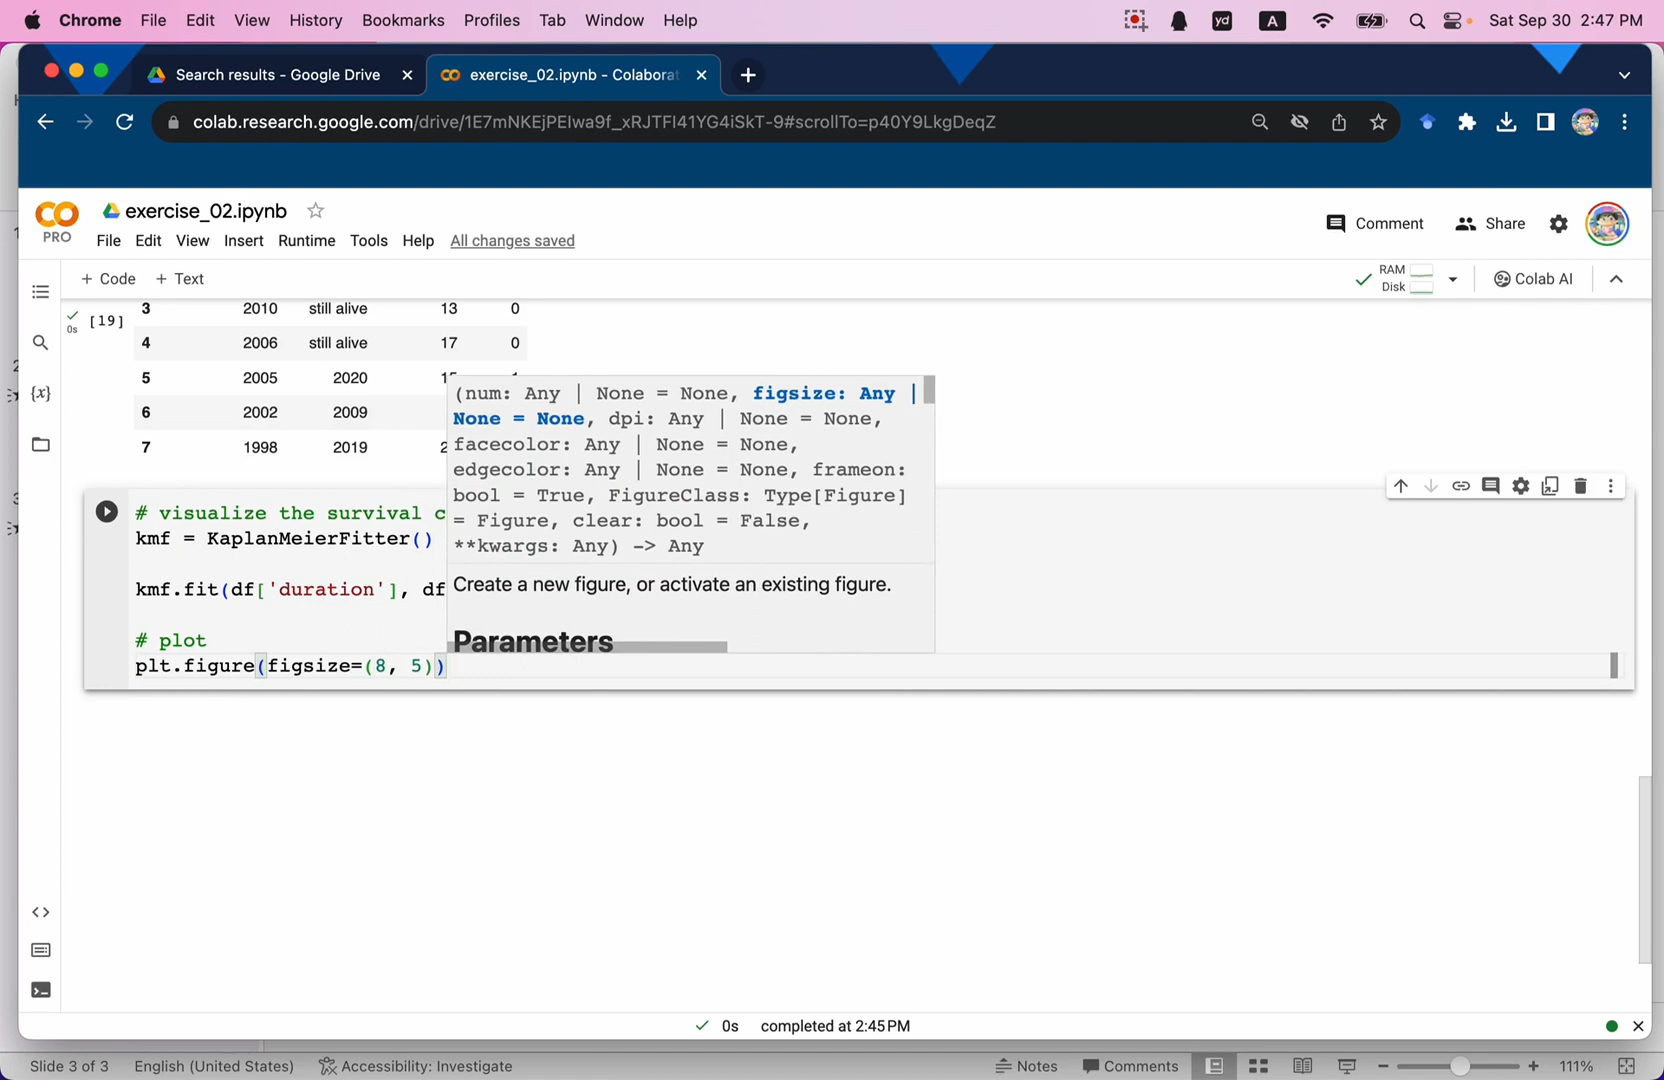 Chrome File Edit View History Bookmarks Profiles Tab Window Help yd A Sat Sep 30 2:47 PM
Search results - Google Drive
exercise_02.ipynb - Colaborat
colab.research.google.com/drive/1E7mNKEjPEIwa9f_xRJTFI41YG4iSkT-9#scrollTo=p40Y9LkgDeqZ
PRO
exercise_02.ipynb
Comment Share
File Edit View Insert Runtime Tools Help All changes saved
+ Code + Text
RAM
Disk
Colab AI
0s [19]
3 2010 still alive 13 0
4 2006 still alive 17 0
5 2005 2020
6 2002 2009
7 1998 2019
(num: Any | None = None, figsize: Any |
None = None, dpi: Any | None = None,
facecolor: Any | None = None,
edgecolor: Any | None = None, frameon:
bool = True, FigureClass: Type[Figure]
= Figure, clear: bool = False,
**kwargs: Any) -> Any
Create a new figure, or activate an existing figure.
Parameters
# visualize the survival c
kmf = KaplanMeierFitter()
kmf.fit(df['duration'], df
# plot
plt.figure(figsize=(8, 5))
0s completed at 2:45 PM
Slide 3 of 3 English (United States) Accessibility: Investigate Notes Comments 111%